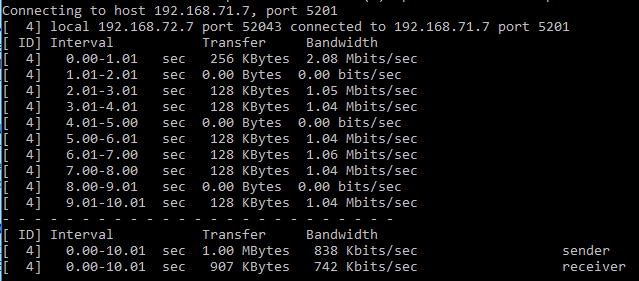 Connecting to host 192.168.71.7, port 5201
[  4] local 192.168.72.7 port 52043 connected to 192.168.71.7 port 5201
[ ID] Interval           Transfer     Bandwidth
[  4]   0.00-1.01   sec   256 KBytes  2.08 Mbits/sec
[  4]   1.01-2.01   sec  0.00 Bytes  0.00 bits/sec
[  4]   2.01-3.01   sec   128 KBytes  1.05 Mbits/sec
[  4]   3.01-4.01   sec   128 KBytes  1.04 Mbits/sec
[  4]   4.01-5.00   sec  0.00 Bytes  0.00 bits/sec
[  4]   5.00-6.01   sec   128 KBytes  1.04 Mbits/sec
[  4]   6.01-7.00   sec   128 KBytes  1.06 Mbits/sec
[  4]   7.00-8.00   sec   128 KBytes  1.04 Mbits/sec
[  4]   8.00-9.01   sec  0.00 Bytes  0.00 bits/sec
[  4]   9.01-10.01  sec   128 KBytes  1.04 Mbits/sec
- - - - - - - - - - - - - - - - - - - - - - - - -
[ ID] Interval           Transfer     Bandwidth
[  4]   0.00-10.01  sec  1.00 MBytes   838 Kbits/sec                  sender
[  4]   0.00-10.01  sec   907 KBytes   742 Kbits/sec                  receiver